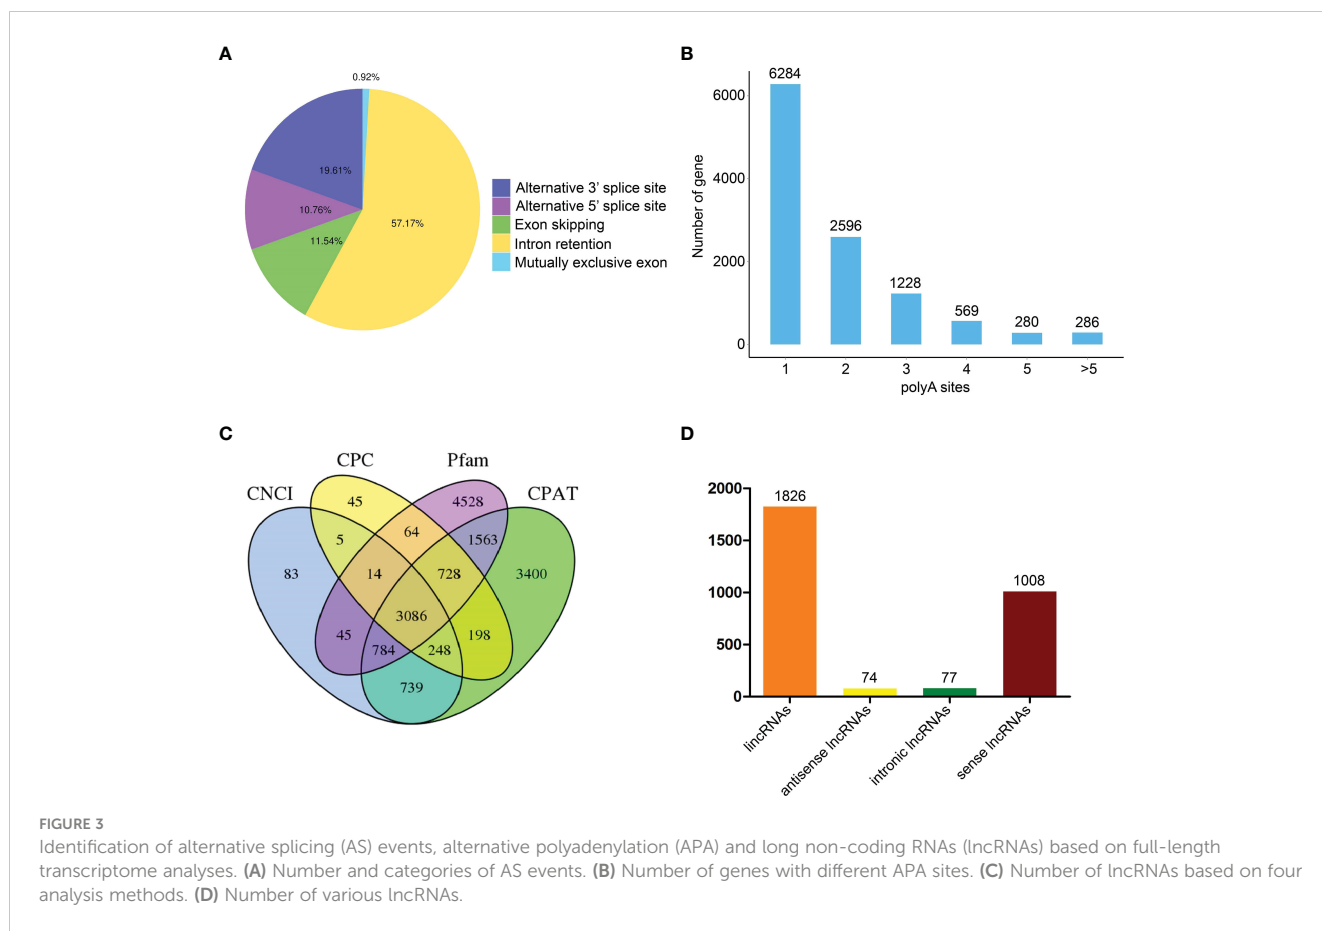 A
0.92%
19.61%
10.76%
11.54%
57.17%
Alternative 3' splice site
Alternative 5' splice site
Exon skipping
Intron retention
Mutually exclusive exon
B
Number of gene
6000
4000
2000
0
6284
2596
1228
569
280
286
1 2 3 4 5 >5
polyA sites
C
CNCI CPC Pfam CPAT
45
4528
5
64
1563
83
14
728
3400
3086
45
784
248
198
739
D
2000
1500
1000
500
0
1826
74
77
1008
lincRNAs
antisense lncRNAs
intronic lncRNAs
sense lncRNAs
FIGURE 3
Identification of alternative splicing (AS) events, alternative polyadenylation (APA) and long non-coding RNAs (lncRNAs) based on full-length
transcriptome analyses. (A) Number and categories of AS events. (B) Number of genes with different APA sites. (C) Number of lncRNAs based on four
analysis methods. (D) Number of various lncRNAs.